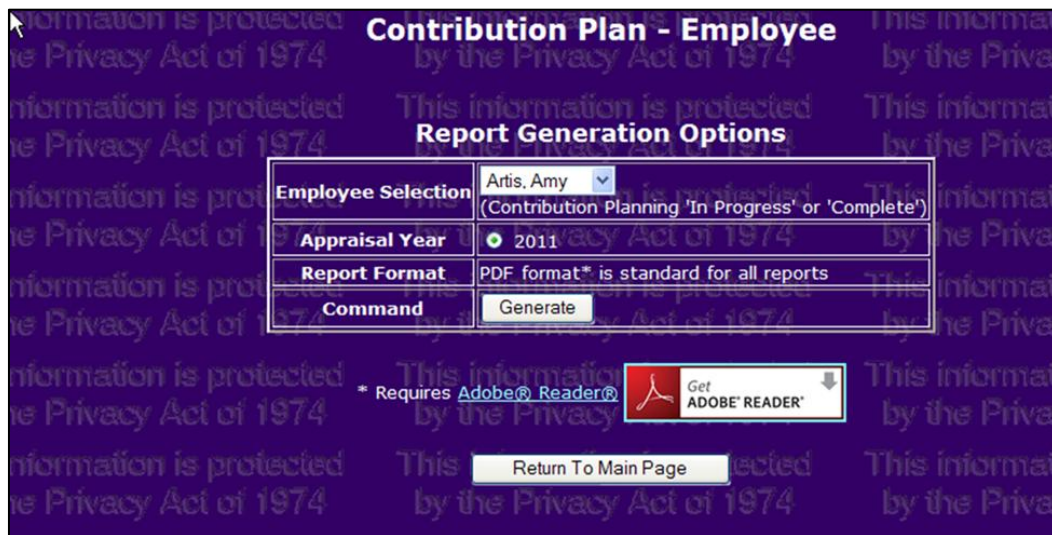 Contribution Plan - Employee
Report Generation Options
Employee Selection
Artis, Amy
(Contribution Planning 'In Progress' or 'Complete')
Appraisal Year
2011
Report Format
PDF format* is standard for all reports
Command
Generate
* Requires Adobe® Reader®
Get
ADOBE® READER®
Return To Main Page
This information is protected
by the Privacy Act of 1974